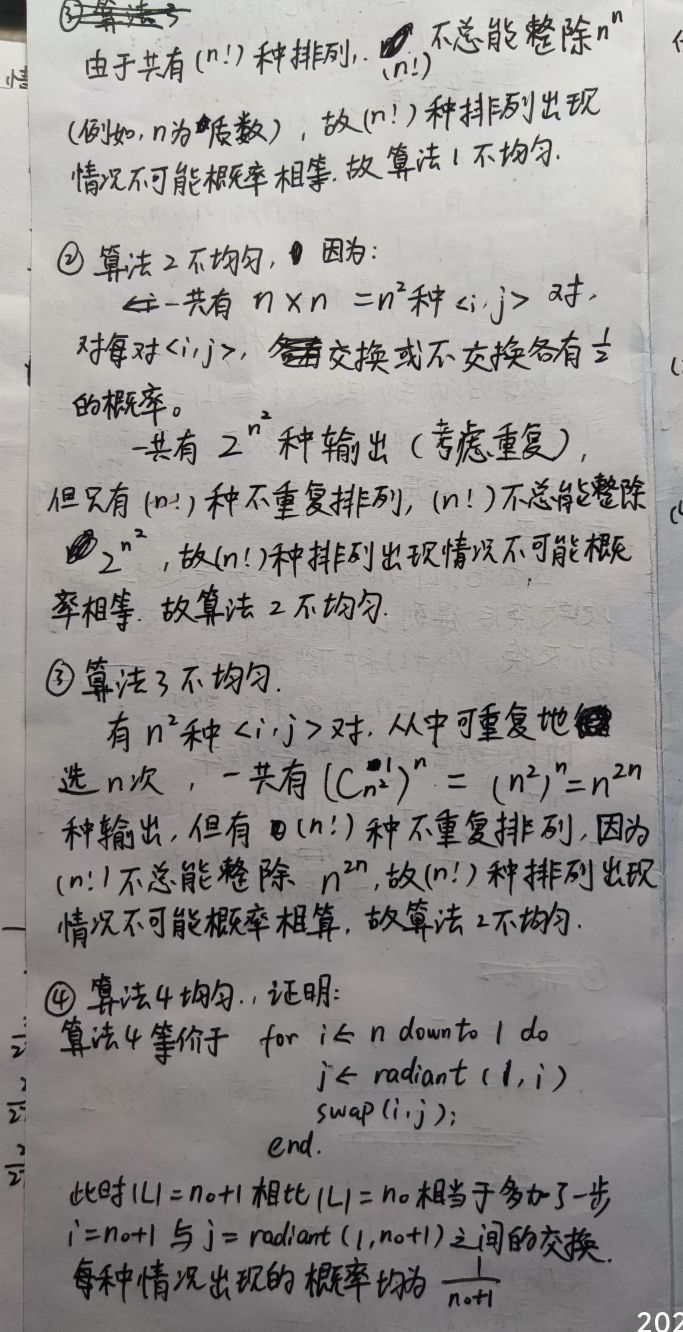 ③算法3
由于共有(n!)种排列, (n!)不总能整除nⁿ
(例如,n为质数),故(n!)种排列出现
情况不可能概率相等.故算法1不均匀.
②算法2不均匀, 因为:
一共有 n×n =n²种<i,j>对,
对每对<i,j>, 交换或不交换各有1/2
的概率。
一共有 2^{n²} 种输出(考虑重复),
但只有(n!)种不重复排列,(n!)不总能整除
2^{n²},故(n!)种排列出现情况不可能概
率相等.故算法2不均匀.
③算法3不均匀.
有n²种<i,j>对.从中可重复地
选n次,一共有(C_{n²}^{1})ⁿ = (n²)ⁿ=n^{2n}
种输出,但有(n!)种不重复排列,因为
(n!)不总能整除 n^{2n},故(n!)种排列出现
情况不可能概率相算,故算法2不均匀.
④算法4均匀.,证明:
算法4等价于 for i← n downto 1 do
j← radiant(1,i)
swap(i,j);
end.
此时|L|=n₀+1相比|L|=n₀相当于多加了一步
i=n₀+1与j=radiant(1,n₀+1)之间的交换.
每种情况出现的概率均为 1/(n₀+1)
202